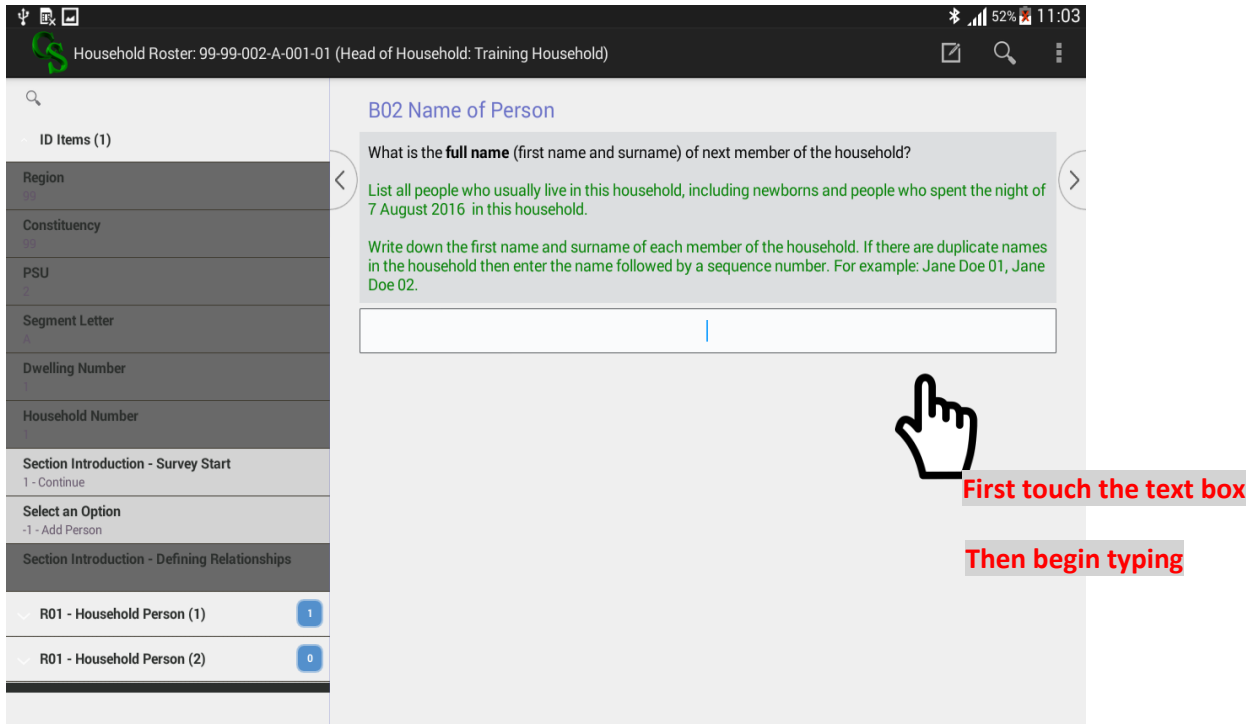 52% 11:03
CS Household Roster: 99-99-002-A-001-01 (Head of Household: Training Household)
ID Items (1)
Region
99
Constituency
99
PSU
2
Segment Letter
A
Dwelling Number
1
Household Number
1
Section Introduction - Survey Start
1 - Continue
Select an Option
-1 - Add Person
Section Introduction - Defining Relationships
R01 - Household Person (1) 1
R01 - Household Person (2) 0
B02 Name of Person
What is the full name (first name and surname) of next member of the household?
List all people who usually live in this household, including newborns and people who spent the night of
7 August 2016 in this household.
Write down the first name and surname of each member of the household. If there are duplicate names
in the household then enter the name followed by a sequence number. For example: Jane Doe 01, Jane
Doe 02.
First touch the text box
Then begin typing